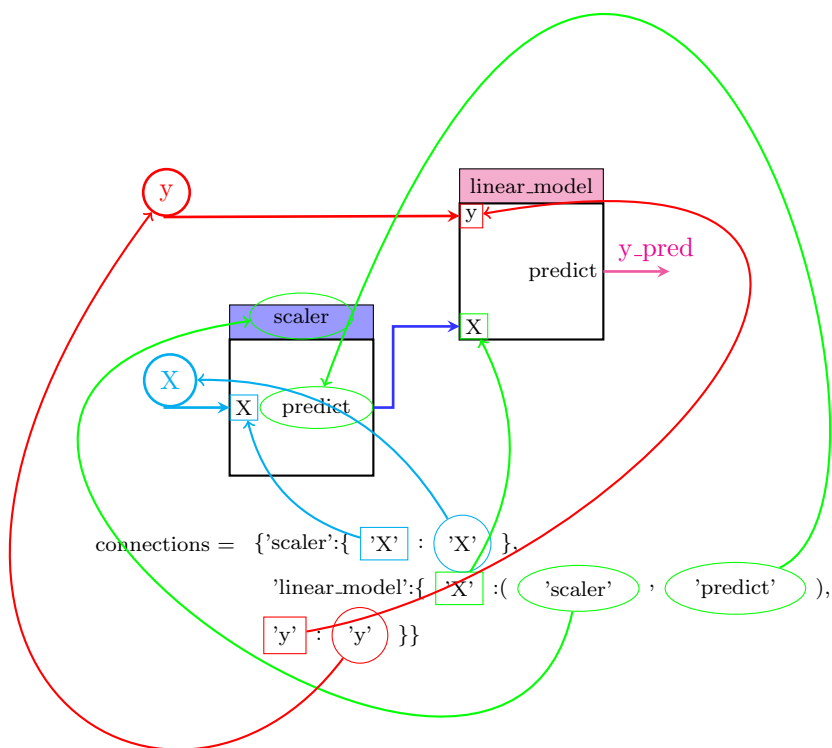 y
linear_model
y
y_pred
predict
scaler
X
X
X
predict
connections = {'scaler':{ 'X' : 'X' },
'linear_model':{ 'X' :( 'scaler' , 'predict' ),
'y' : 'y' }}